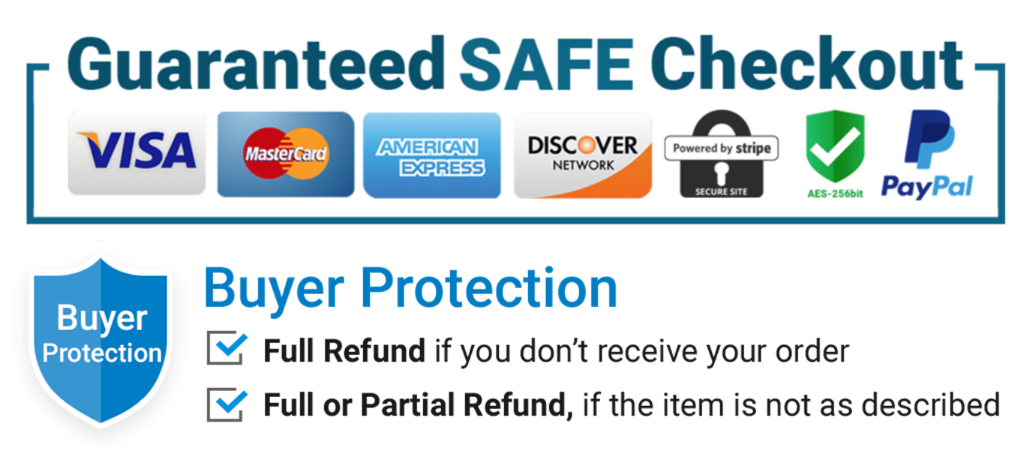 Guaranteed SAFE Checkout
VISA
MasterCard
AMERICAN
EXPRESS
DISCOVER
NETWORK
Powered by stripe
SECURE SITE
AES-256bit
PayPal
Buyer
Protection
Buyer Protection
Full Refund if you don’t receive your order
Full or Partial Refund, if the item is not as described